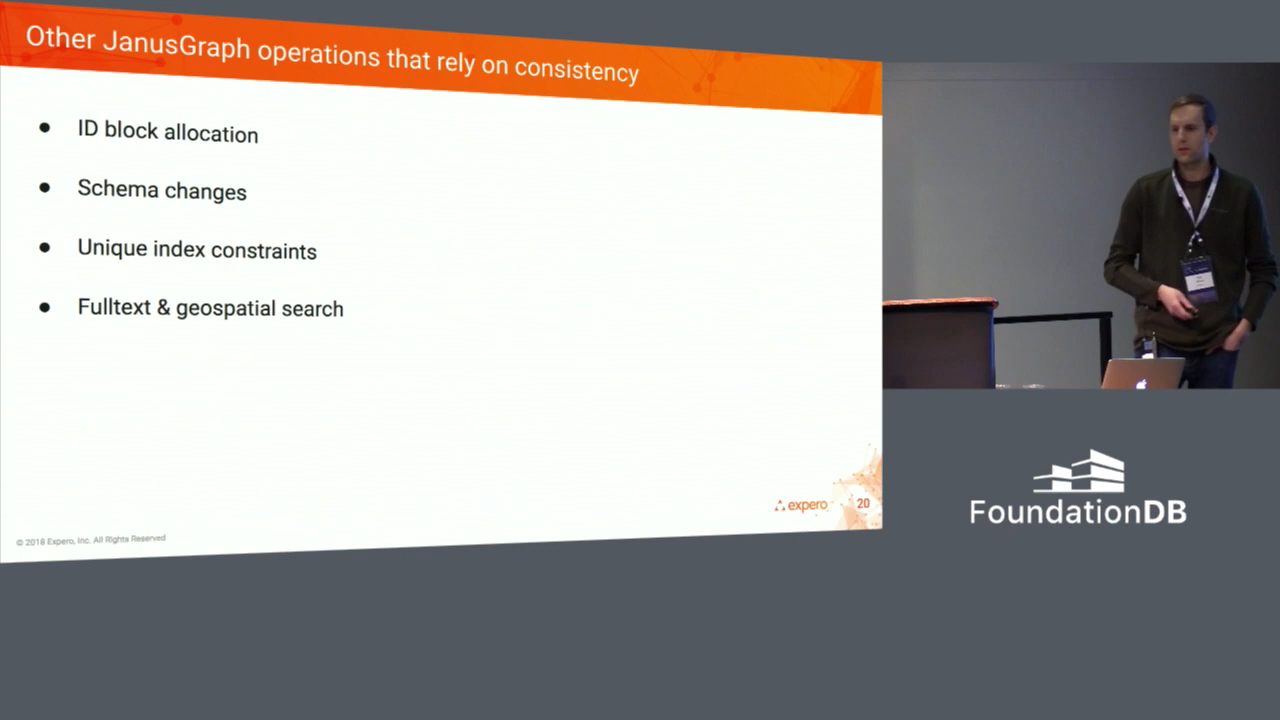 Other JanusGraph operations that rely on consistency
ID block allocation
Schema changes
Unique index constraints
Fulltext & geospatial search
expero
20
© 2018 Expero, Inc. All Rights Reserved
FoundationDB